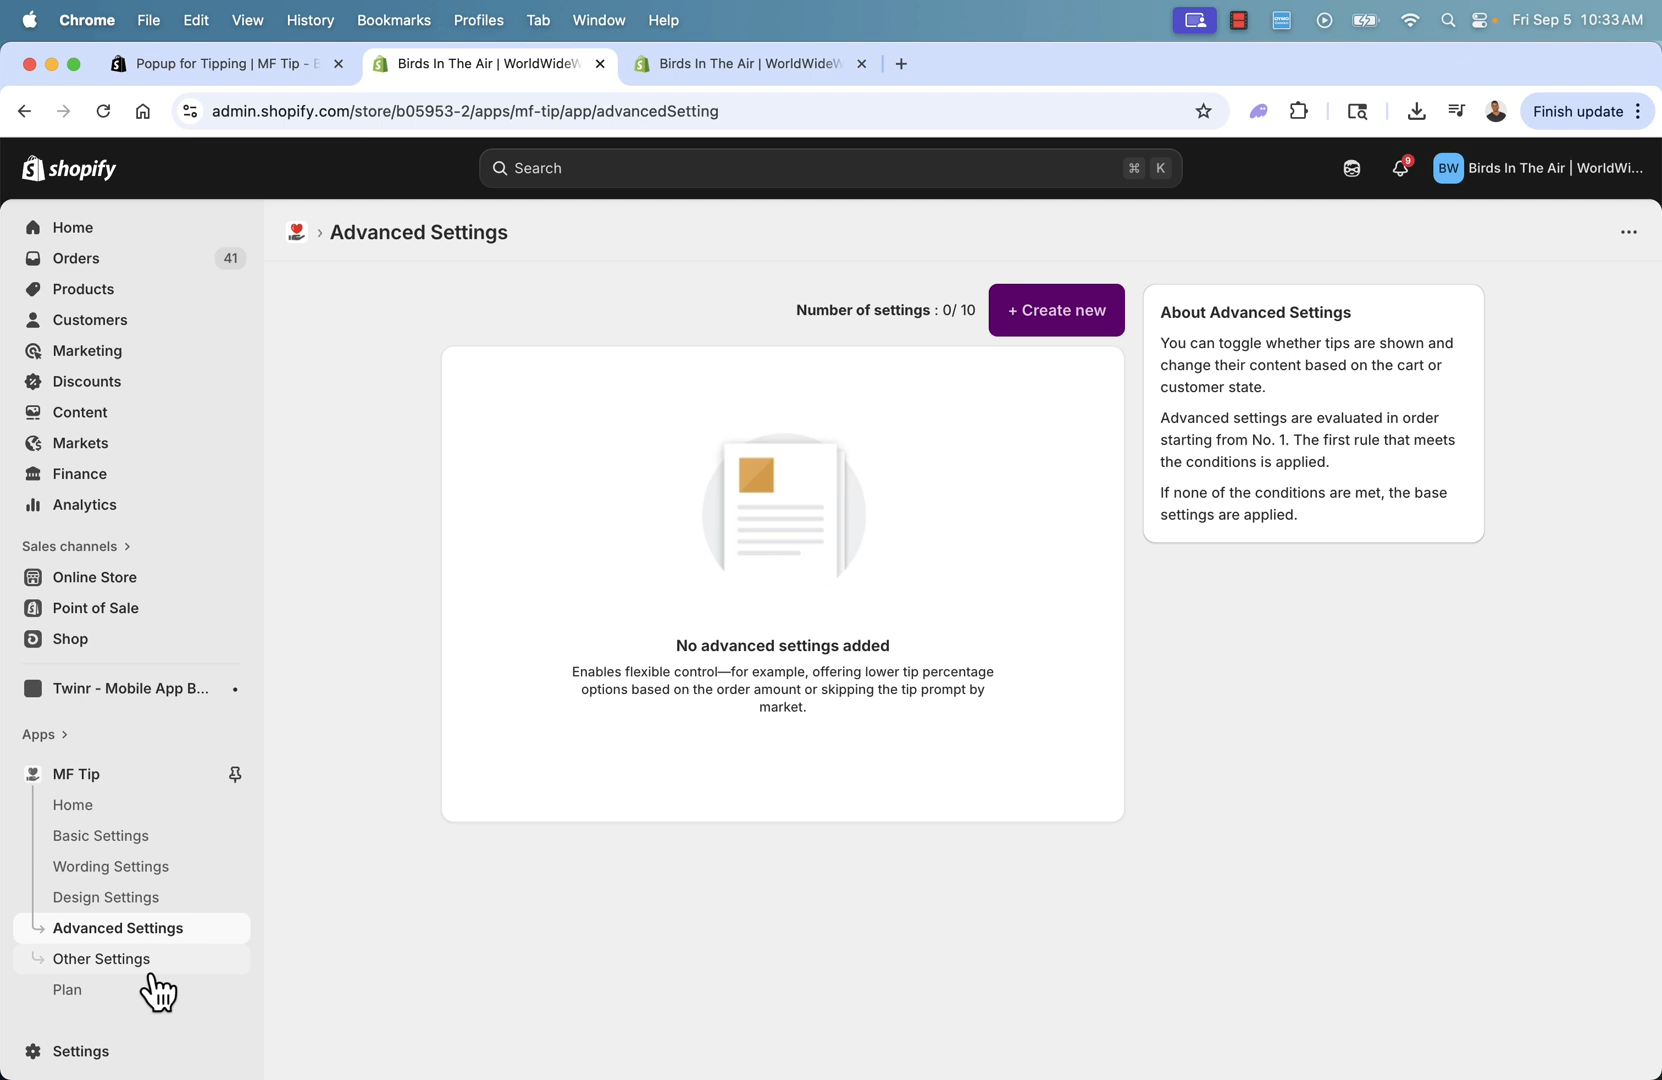 Chrome File Edit View History Bookmarks Profiles Tab Window Help Fri Sep 5 10:33 AM
Popup for Tipping | MF Tip - Birds In The Air | WorldWideW Birds In The Air | WorldWideW
admin.shopify.com/store/b05953-2/apps/mf-tip/app/advancedSetting Finish update
shopify Search ⌘ K 9 BW Birds In The Air | WorldWi...
Home
Orders 41
Products
Customers
Marketing
Discounts
Content
Markets
Finance
Analytics
Sales channels
Online Store
Point of Sale
Shop
Twinr - Mobile App B...
Apps
MF Tip
Home
Basic Settings
Wording Settings
Design Settings
Advanced Settings
Other Settings
Plan
Settings
Advanced Settings
Number of settings : 0/ 10 + Create new
No advanced settings added
Enables flexible control—for example, offering lower tip percentage
options based on the order amount or skipping the tip prompt by
market.
About Advanced Settings
You can toggle whether tips are shown and
change their content based on the cart or
customer state.
Advanced settings are evaluated in order
starting from No. 1. The first rule that meets
the conditions is applied.
If none of the conditions are met, the base
settings are applied.